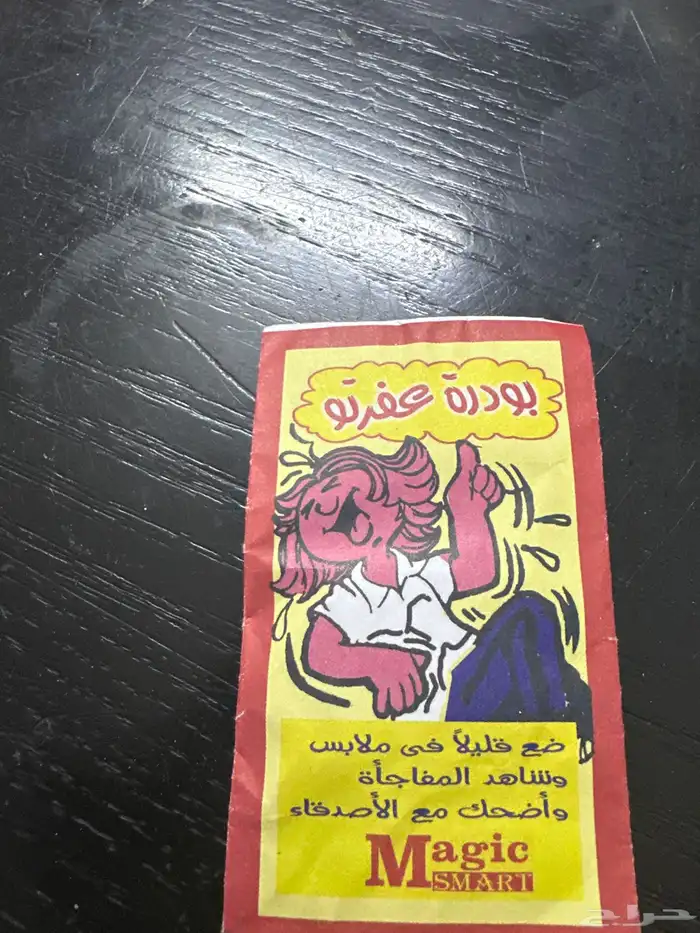 بودرة عفرتو
ضع قليلاً فى ملابس
وشاهد المفاجأة
وأضحك مع الأصدقاء
Magic
SMART
حراج